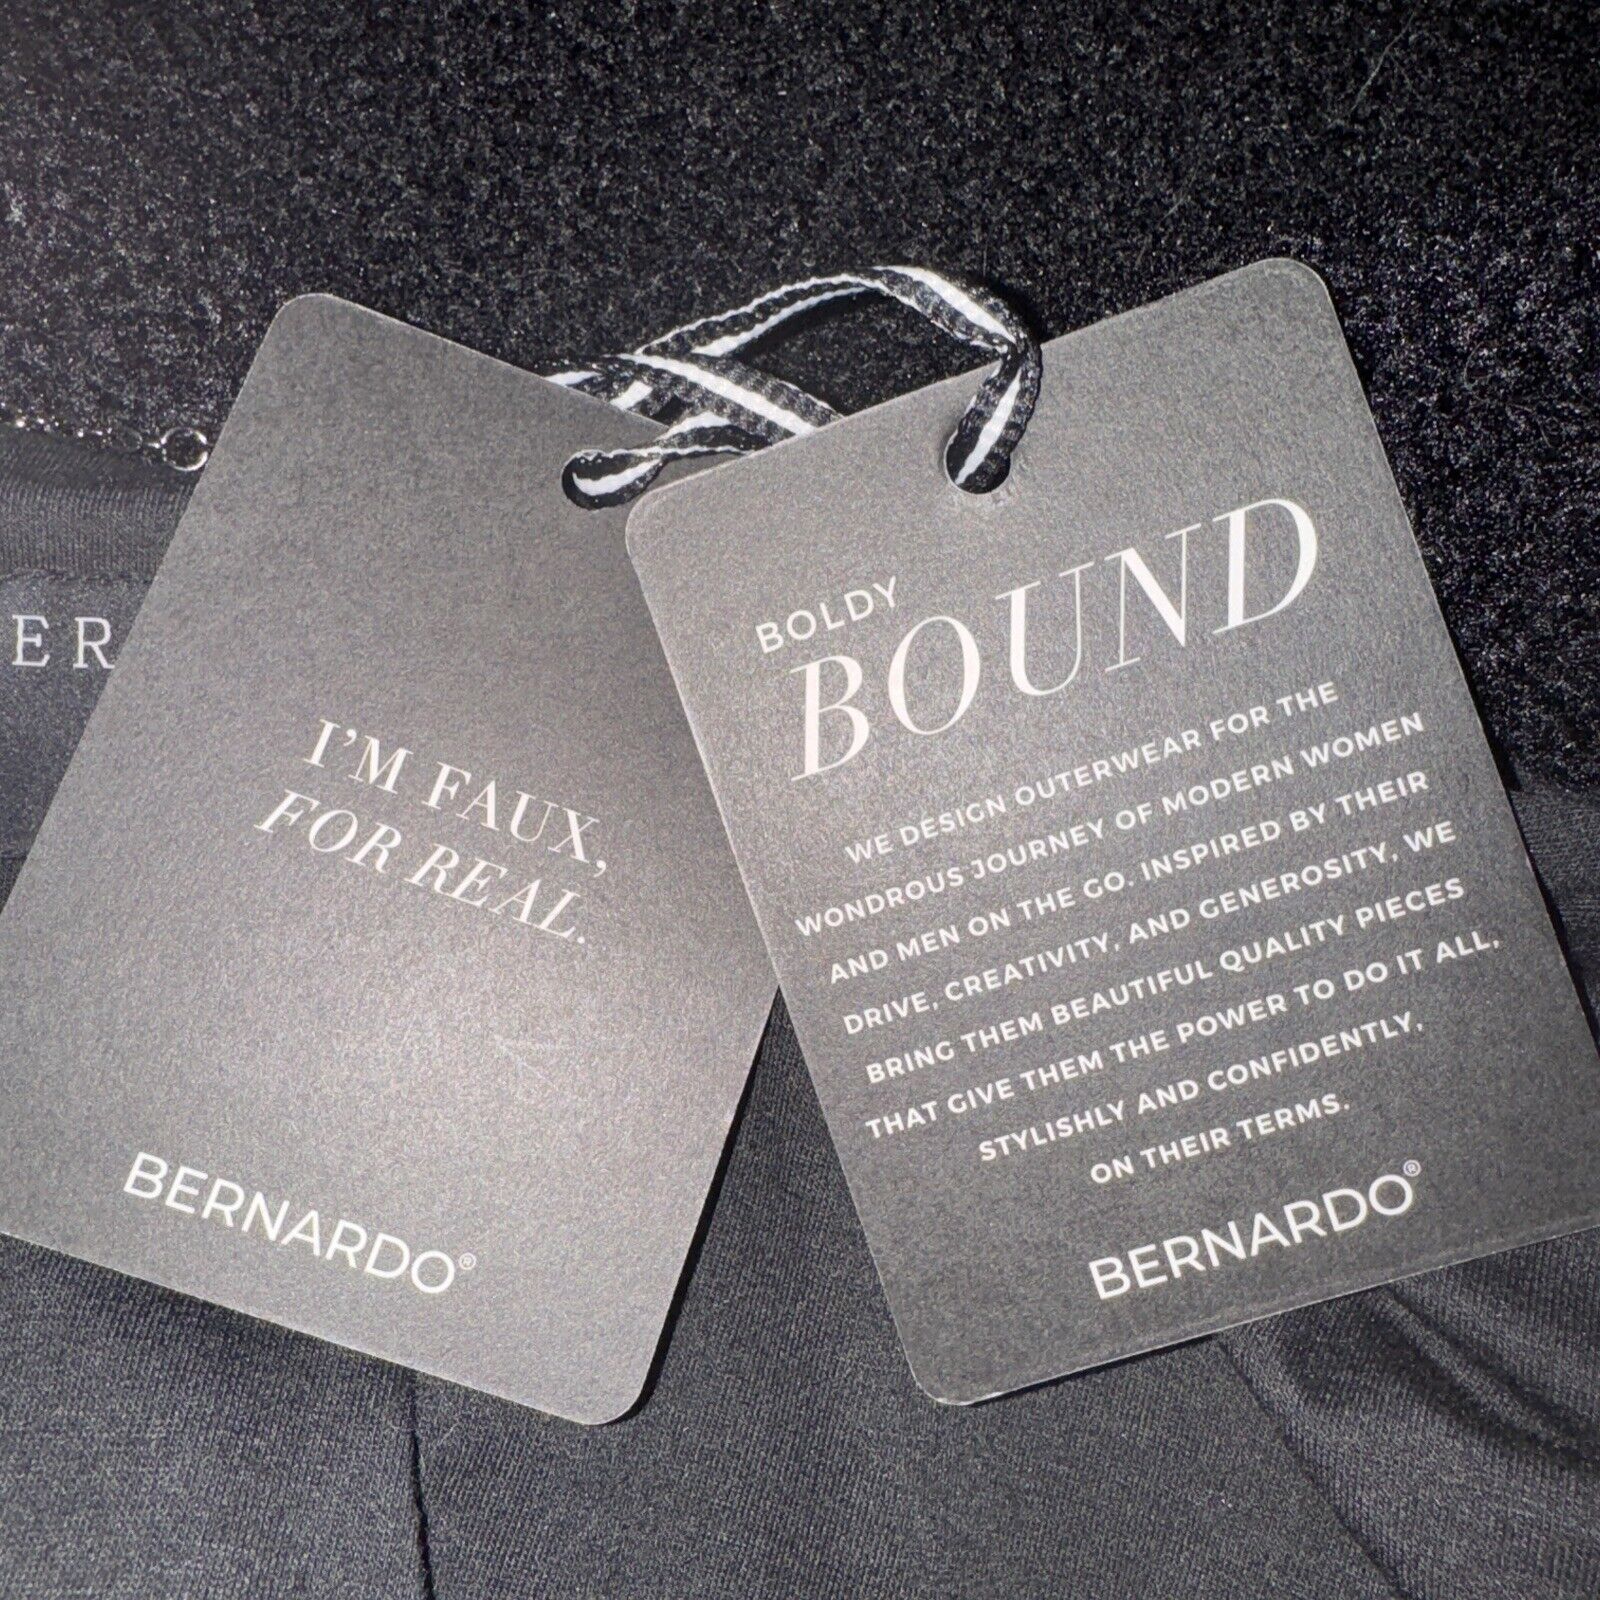 ER
I'M FAUX,
FOR REAL.
BERNARDO®
BOLDY
BOUND
WE DESIGN OUTERWEAR FOR THE
WONDROUS JOURNEY OF MODERN WOMEN
AND MEN ON THE GO. INSPIRED BY THEIR
DRIVE, CREATIVITY, AND GENEROSITY, WE
BRING THEM BEAUTIFUL QUALITY PIECES
THAT GIVE THEM THE POWER TO DO IT ALL,
STYLISHLY AND CONFIDENTLY,
ON THEIR TERMS.
BERNARDO®